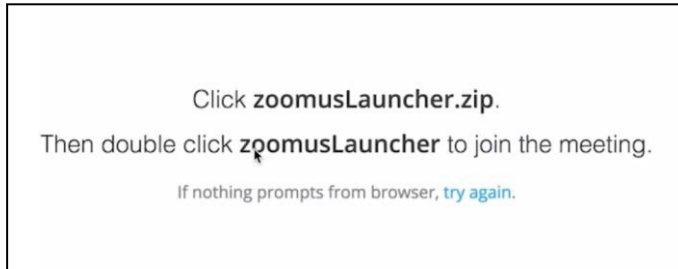 Click zoomusLauncher.zip.
Then double click zoomusLauncher to join the meeting.
If nothing prompts from browser, try again.